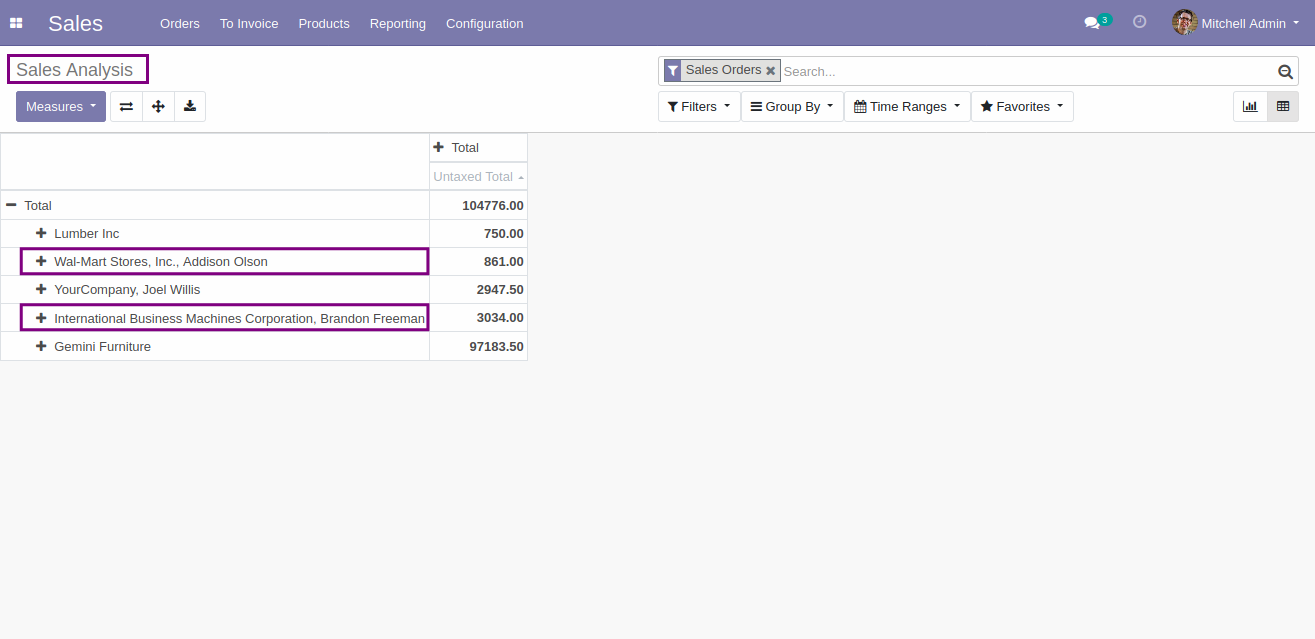 Sales Orders To Invoice Products Reporting Configuration 3 Mitchell Admin
Sales Analysis
Sales Orders Search...
Measures Filters Group By Time Ranges Favorites
Total
Untaxed Total
Total 104776.00
Lumber Inc 750.00
Wal-Mart Stores, Inc., Addison Olson 861.00
YourCompany, Joel Willis 2947.50
International Business Machines Corporation, Brandon Freeman 3034.00
Gemini Furniture 97183.50